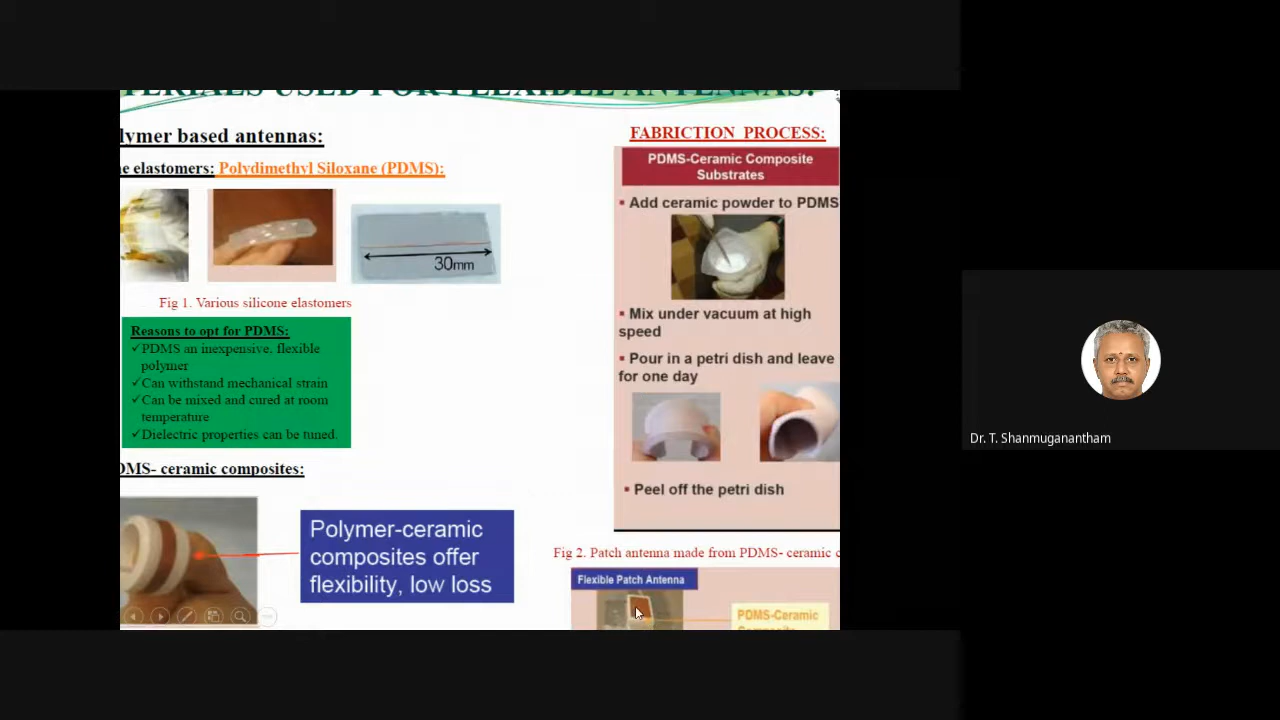 TERIALS USED FOR FLEXIBLE ANTENNAS:
lymer based antennas:
ne elastomers: Polydimethyl Siloxane (PDMS):
30mm
Fig 1. Various silicone elastomers
Reasons to opt for PDMS:
✓PDMS an inexpensive, flexible
polymer
✓Can withstand mechanical strain
✓Can be mixed and cured at room
temperature
✓Dielectric properties can be tuned.
DMS- ceramic composites:
Polymer-ceramic
composites offer
flexibility, low loss
FABRICTION PROCESS:
PDMS-Ceramic Composite
Substrates
▪ Add ceramic powder to PDMS
▪ Mix under vacuum at high
speed
▪ Pour in a petri dish and leave
for one day
▪ Peel off the petri dish
Fig 2. Patch antenna made from PDMS- ceramic c
Flexible Patch Antenna
PDMS-Ceramic
Composite
Dr. T. Shanmuganantham